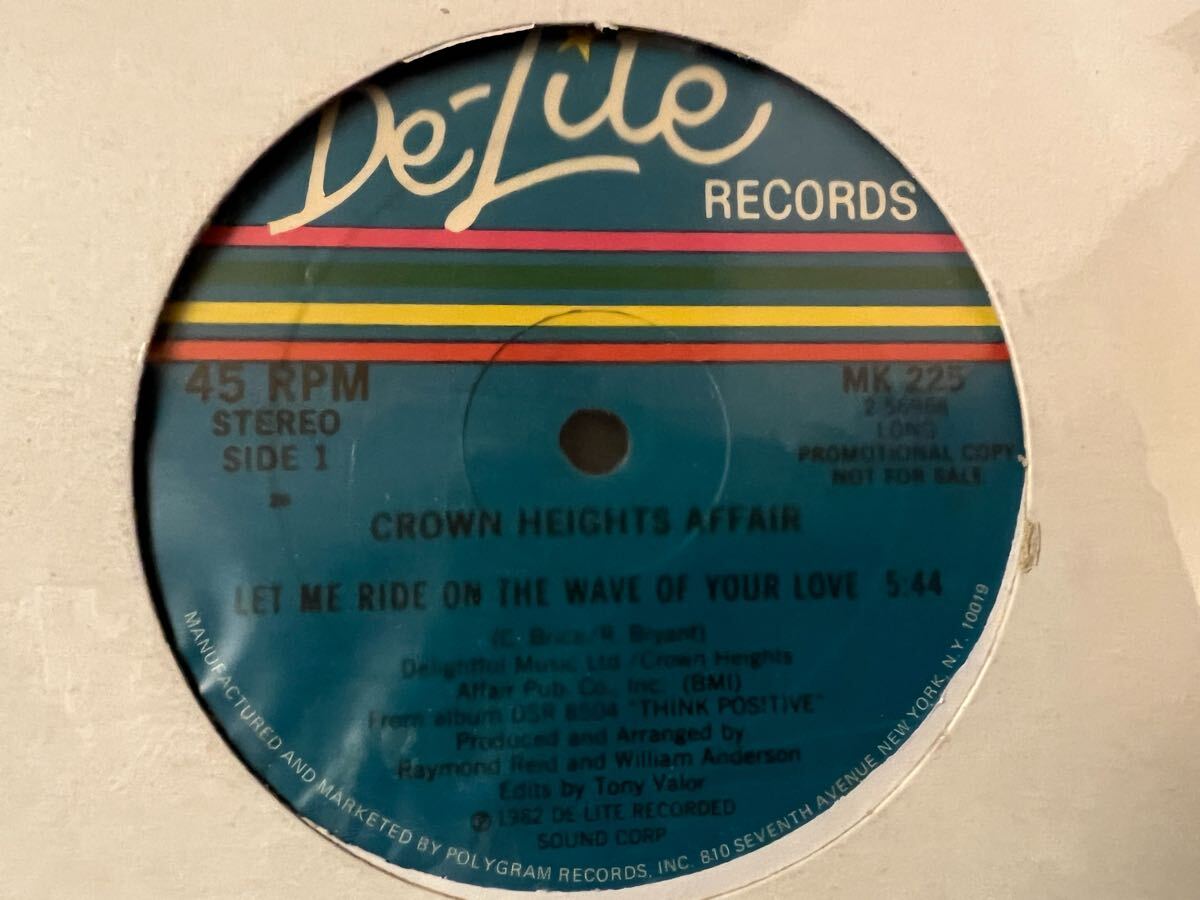 De-Lite
RECORDS
45 RPM
STEREO
SIDE 1
MK 225
LONG
PROMOTIONAL COPY
NOT FOR SALE
CROWN HEIGHTS AFFAIR
LET ME RIDE ON THE WAVE OF YOUR LOVE 5:44
(C. Brice/R. Bryant)
Delightful Music Ltd./Crown Heights
Affair Pub. Co., Inc. (BMI)
From album DSR 8504 "THINK POSITIVE"
Produced and Arranged by
Raymond Reid and William Anderson
Edits by Tony Valor
Ⓟ 1982 DE-LITE RECORDED
SOUND CORP
MANUFACTURED AND MARKETED BY POLYGRAM RECORDS, INC. 810 SEVENTH AVENUE NEW YORK, N.Y. 10019